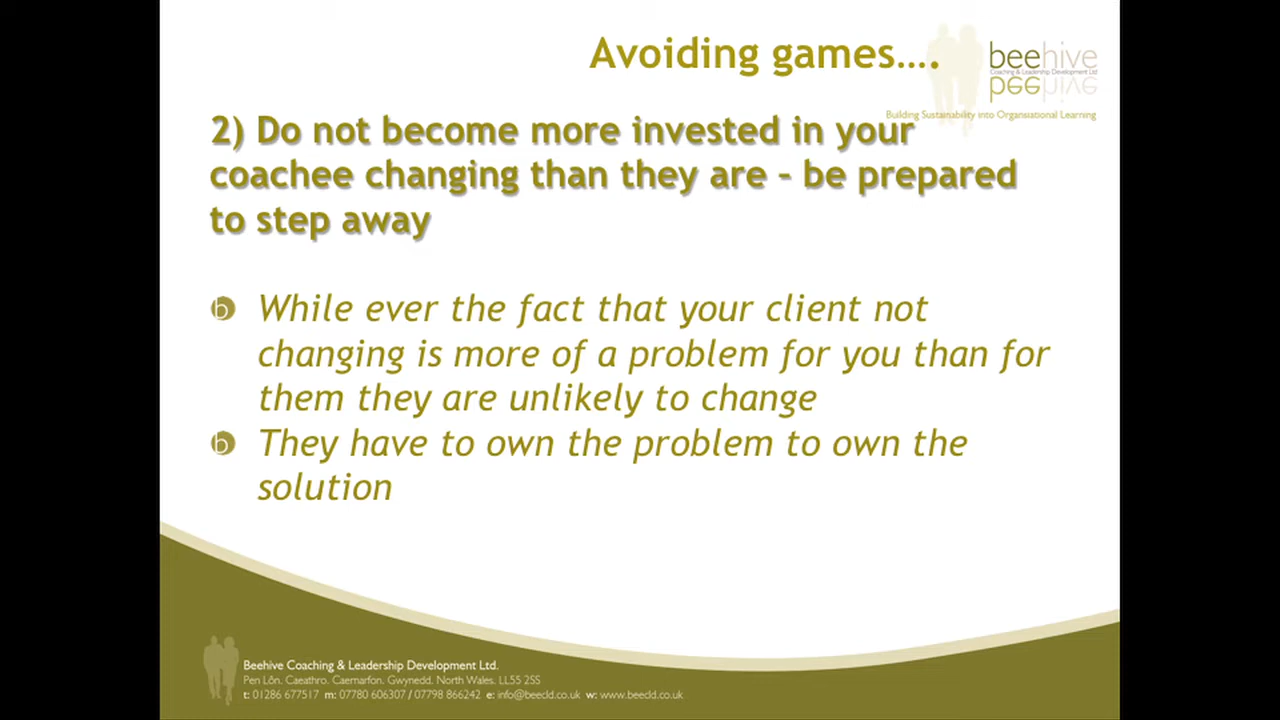 Avoiding games....
beehive
Coaching & Leadership Development Ltd
beehive
Building Sustainability into Organsiational Learning
2) Do not become more invested in your
coachee changing than they are – be prepared
to step away
b While ever the fact that your client not
changing is more of a problem for you than for
them they are unlikely to change
b They have to own the problem to own the
solution
Beehive Coaching & Leadership Development Ltd.
Pen Lôn. Caeathro. Caernarfon. Gwynedd. North Wales. LL55 2SS
t: 01286 677517 m: 07780 606307 / 07798 866242 e: info@beecld.co.uk w: www.beecld.co.uk